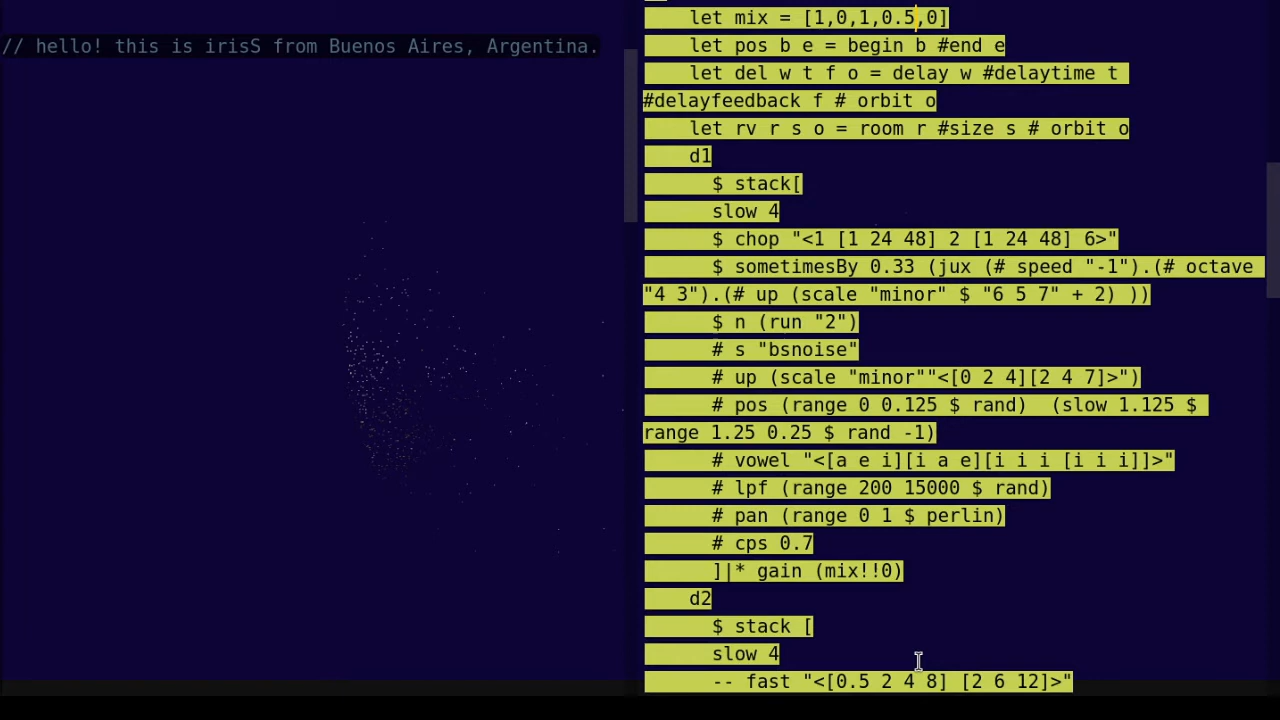 // hello! this is irisS from Buenos Aires, Argentina.
let mix = [1,0,1,0.5,0]
let pos b e = begin b #end e
let del w t f o = delay w #delaytime t
#delayfeedback f # orbit o
let rv r s o = room r #size s # orbit o
d1
$ stack[
slow 4
$ chop "<1 [1 24 48] 2 [1 24 48] 6>"
$ sometimesBy 0.33 (jux (# speed "-1").(# octave
"4 3").(# up (scale "minor" $ "6 5 7" + 2) ))
$ n (run "2")
# s "bsnoise"
# up (scale "minor""<[0 2 4][2 4 7]>")
# pos (range 0 0.125 $ rand)  (slow 1.125 $
range 1.25 0.25 $ rand -1)
# vowel "<[a e i][i a e][i i i [i i i]]>"
# lpf (range 200 15000 $ rand)
# pan (range 0 1 $ perlin)
# cps 0.7
]|* gain (mix!!0)
d2
$ stack [
slow 4
-- fast "<[0.5 2 4 8] [2 6 12]>"